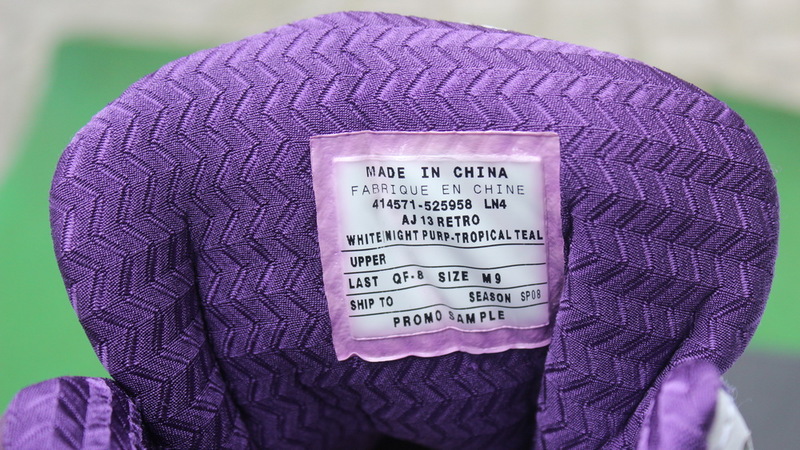 MADE IN CHINA
FABRIQUE EN CHINE
414571-525958 LN4
AJ 13 RETRO
WHITE/NIGHT PURP-TROPICAL TEAL
UPPER
LAST QF-8 SIZE M9
SHIP TO SEASON SP08
PROMO SAMPLE